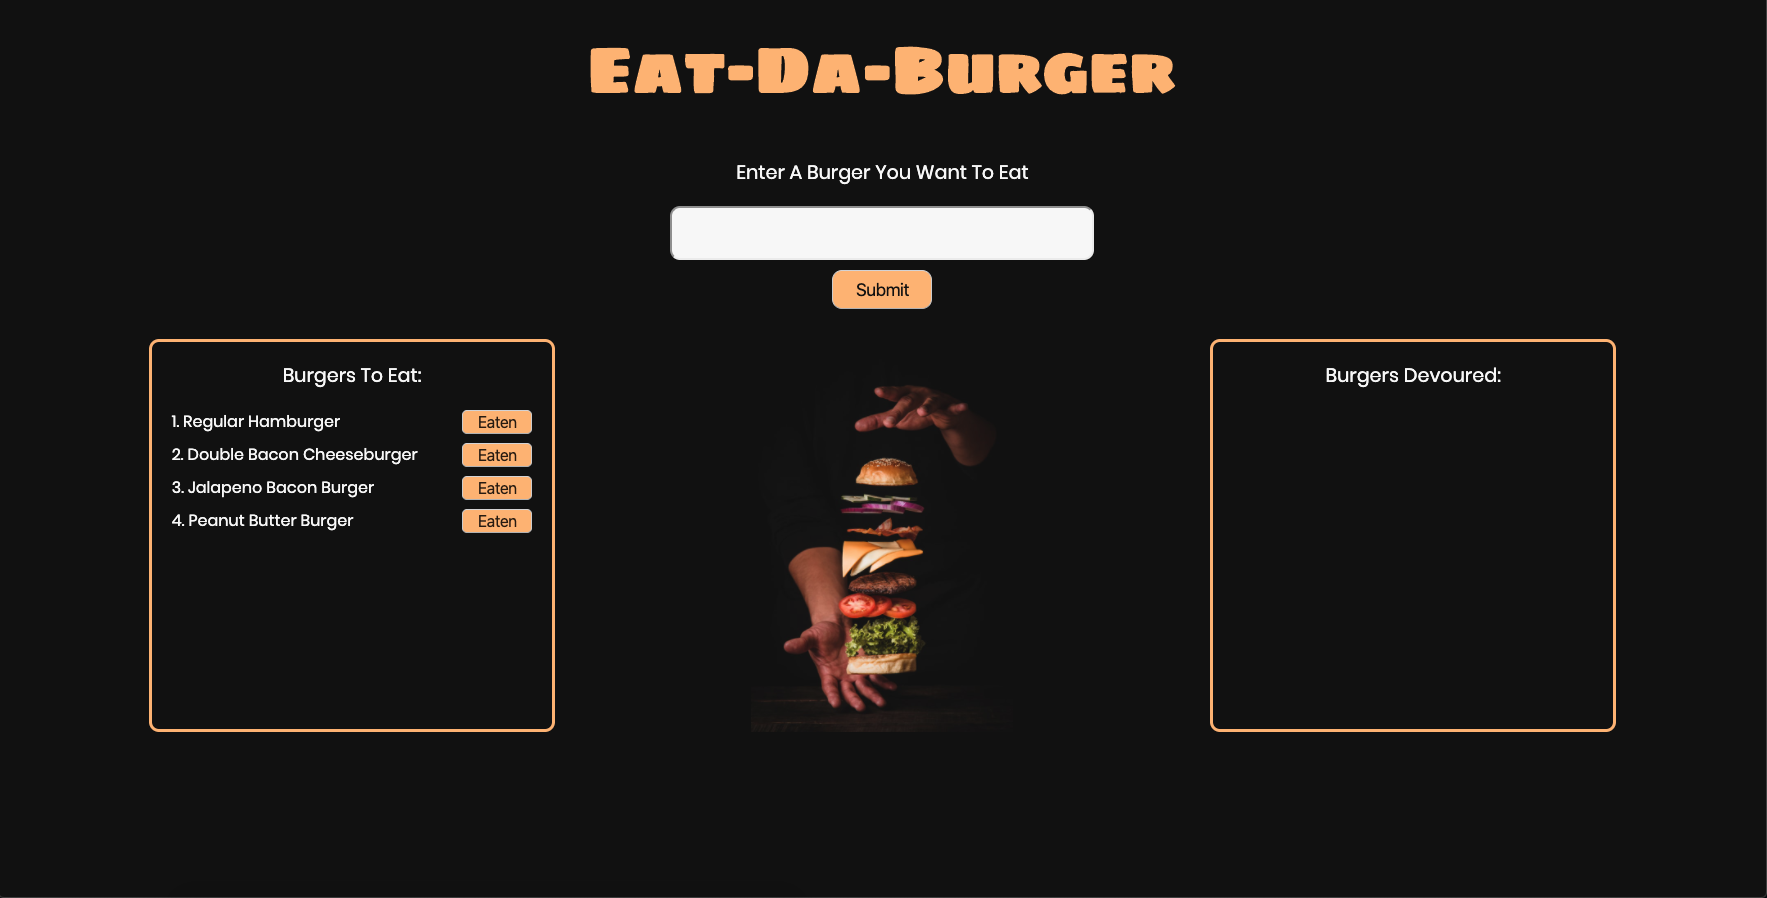 Eat-Da-Burger
Enter A Burger You Want To Eat
Submit
Burgers To Eat:
1. Regular Hamburger Eaten
2. Double Bacon Cheeseburger Eaten
3. Jalapeno Bacon Burger Eaten
4. Peanut Butter Burger Eaten
Burgers Devoured: